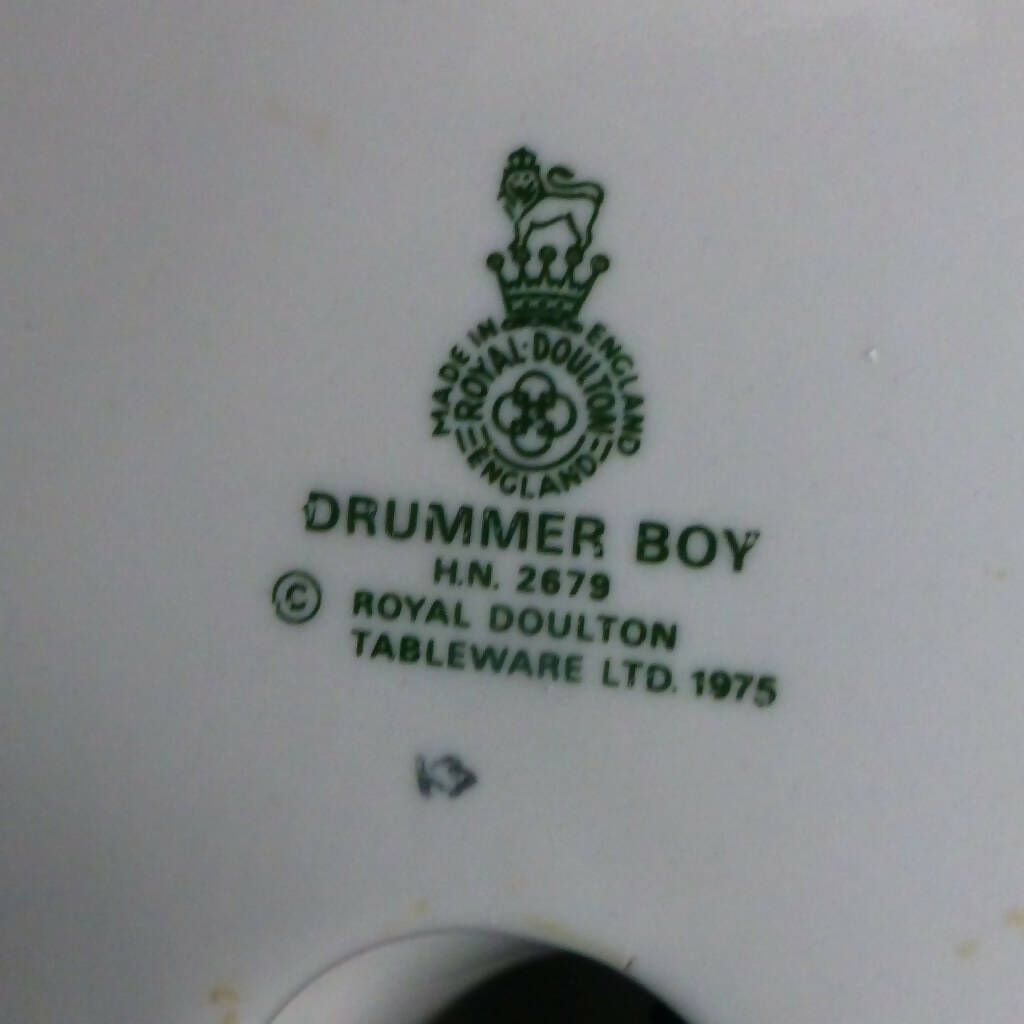 MADE IN ENGLAND
ROYAL·DOULTON
ENGLAND
DRUMMER BOY
H.N. 2679
© ROYAL DOULTON
TABLEWARE LTD. 1975